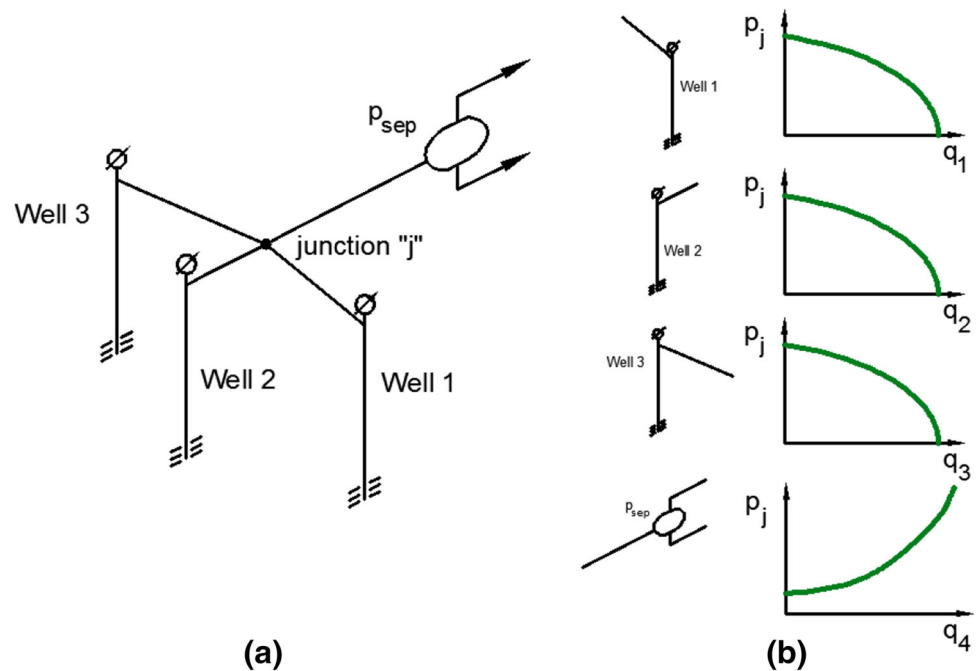 p_sep
Well 3
junction "j"
Well 2
Well 1
(a)
Well 1
p_j
q_1
Well 2
p_j
q_2
Well 3
p_j
q_3
p_sep
p_j
q_4
(b)